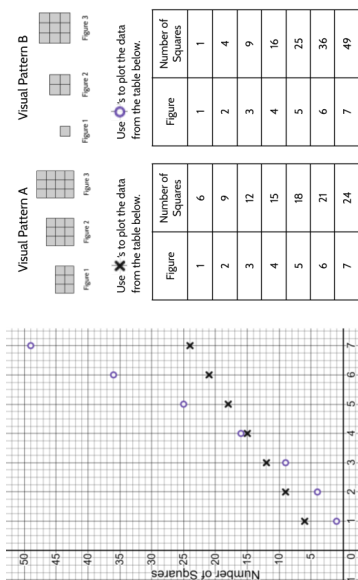 Visual Pattern A
Figure 1
Figure 2
Figure 3
Use ✖'s to plot the data
from the table below.
Figure
Number of
Squares
1 6
2 9
3 12
4 15
5 18
6 21
7 24
Visual Pattern B
Figure 1
Figure 2
Figure 3
Use O's to plot the data
from the table below.
Figure
Number of
Squares
1 1
2 4
3 9
4 16
5 25
6 36
7 49
Number of Squares
50
45
40
35
30
25
20
15
10
5
0 1 2 3 4 5 6 7